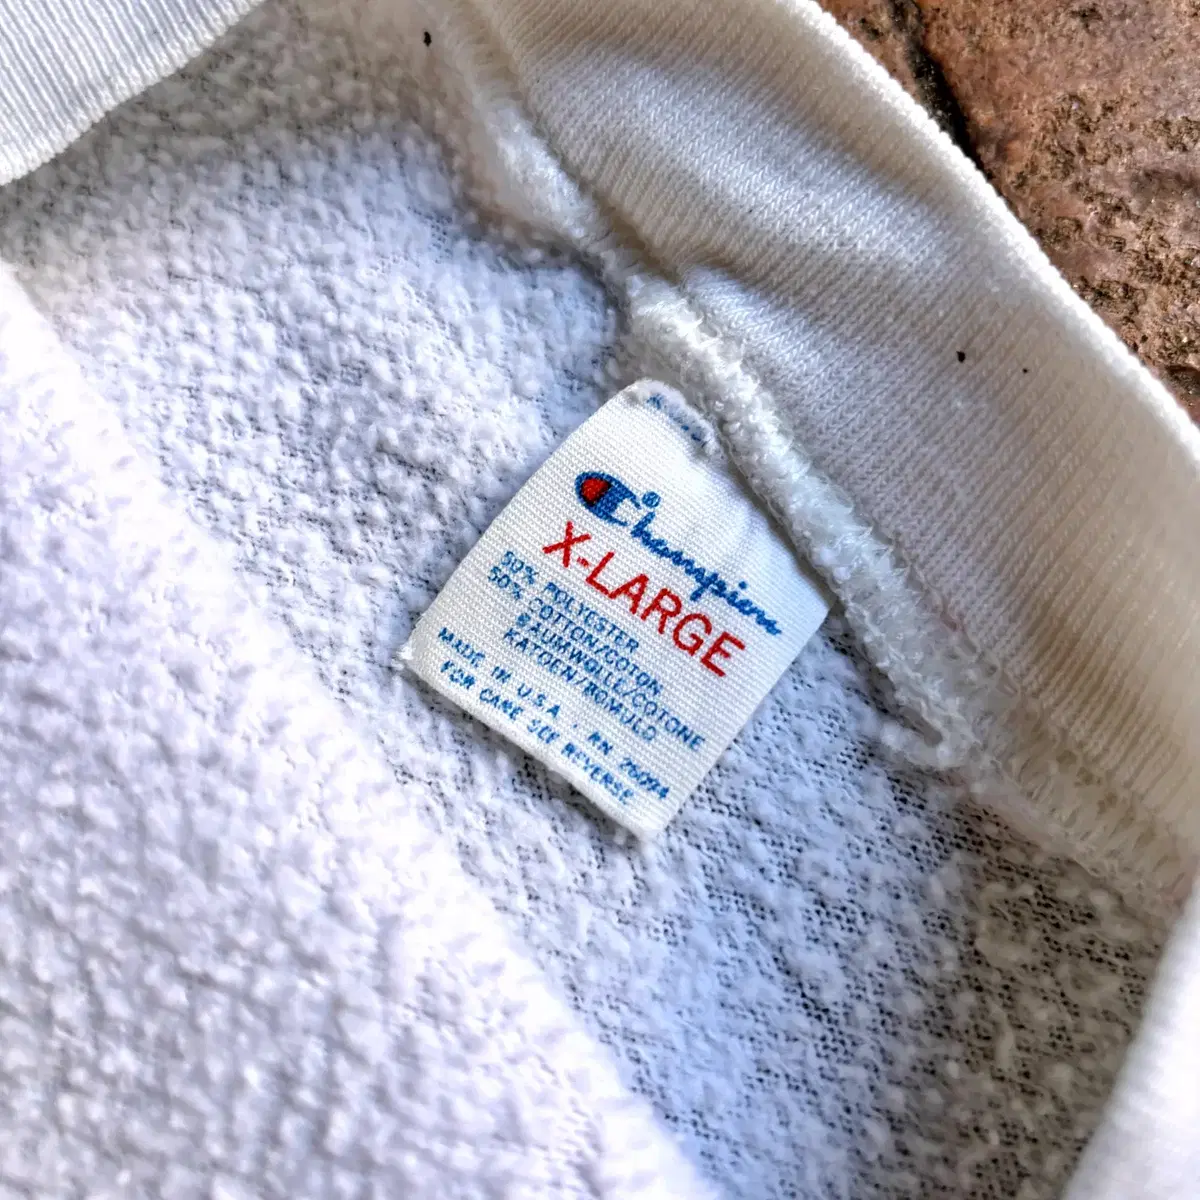 Champion®
X-LARGE
50% POLYESTER
50% COTTON/COTON
BAUMWOLLE/COTONE
KATOEN/BOMULD
MADE IN U.S.A. · RN 26094
FOR CARE SEE REVERSE